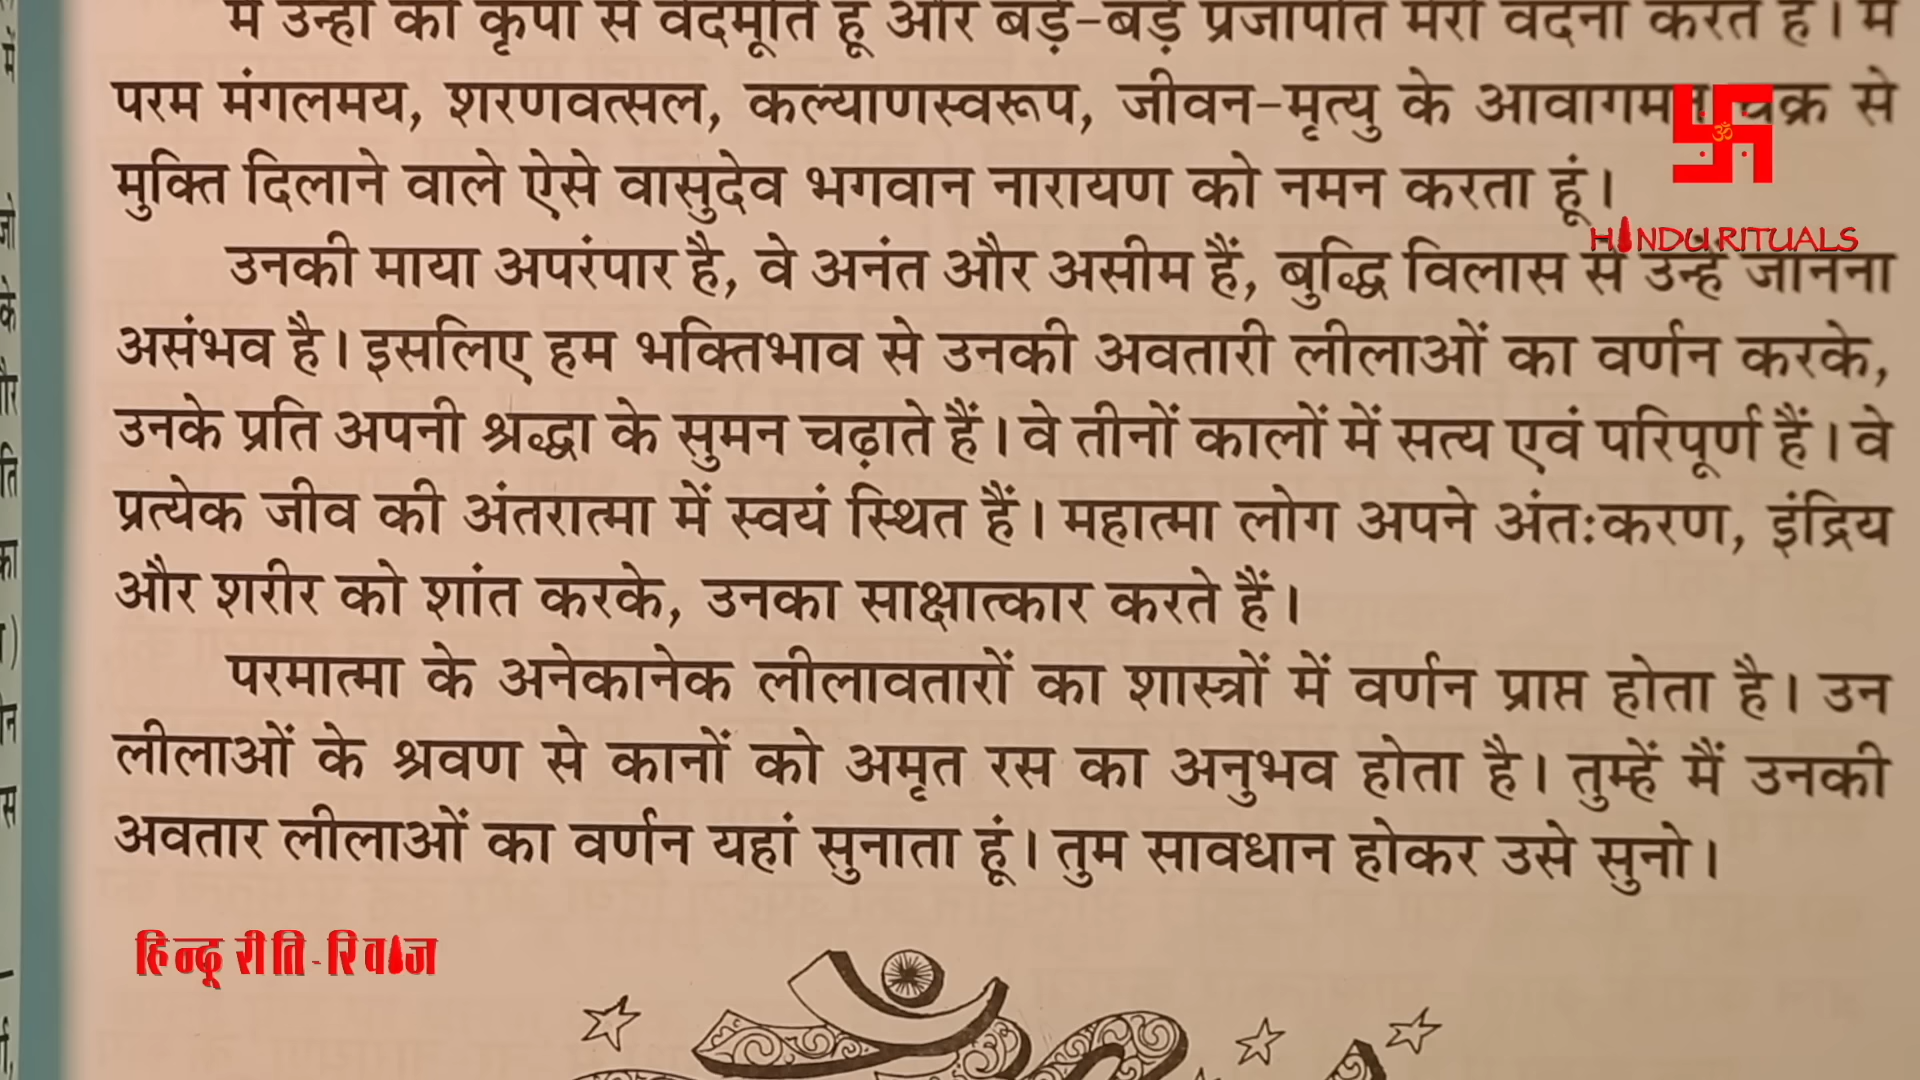 मैं उन्हीं की कृपा से वेदमूर्ति हूं और बड़े-बड़े प्रजापति मेरी वंदना करते हैं। मैं
परम मंगलमय, शरणवत्सल, कल्याणस्वरूप, जीवन-मृत्यु के आवागमन चक्र से
मुक्ति दिलाने वाले ऐसे वासुदेव भगवान नारायण को नमन करता हूं।
HINDU RITUALS
उनकी माया अपरंपार है, वे अनंत और असीम हैं, बुद्धि विलास से उन्हें जानना
असंभव है। इसलिए हम भक्तिभाव से उनकी अवतारी लीलाओं का वर्णन करके,
उनके प्रति अपनी श्रद्धा के सुमन चढ़ाते हैं। वे तीनों कालों में सत्य एवं परिपूर्ण हैं। वे
प्रत्येक जीव की अंतरात्मा में स्वयं स्थित हैं। महात्मा लोग अपने अंतःकरण, इंद्रिय
और शरीर को शांत करके, उनका साक्षात्कार करते हैं।
परमात्मा के अनेकानेक लीलावतारों का शास्त्रों में वर्णन प्राप्त होता है। उन
लीलाओं के श्रवण से कानों को अमृत रस का अनुभव होता है। तुम्हें मैं उनकी
अवतार लीलाओं का वर्णन यहां सुनाता हूं। तुम सावधान होकर उसे सुनो।
हिन्दू रीति-रिवाज